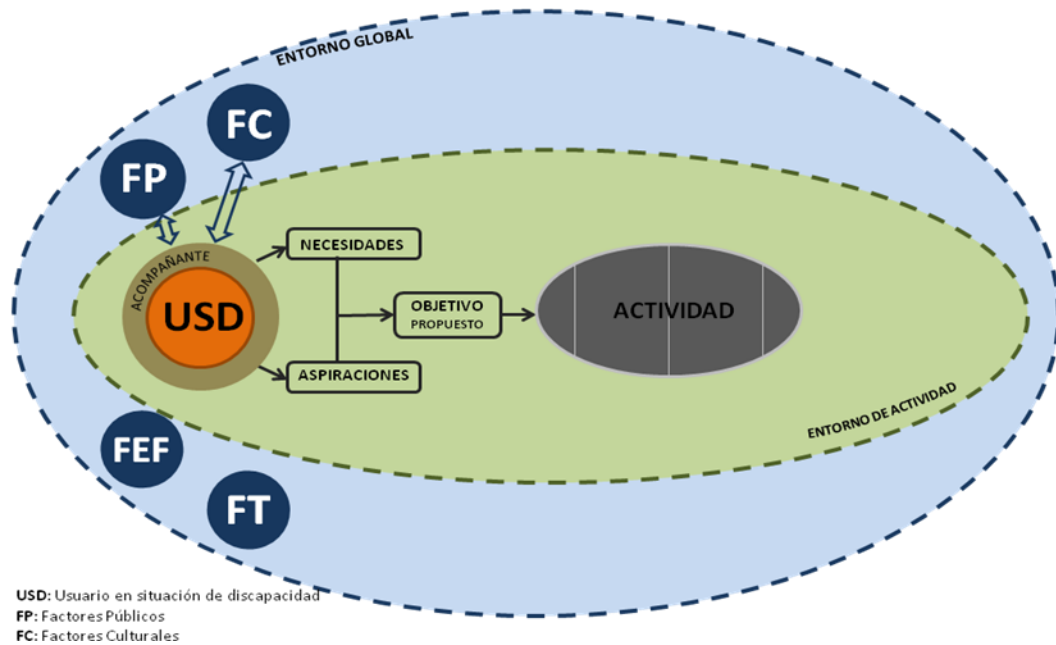 ENTORNO GLOBAL
FC
FP
ACOMPAÑANTE
USD
NECESIDADES
OBJETIVO
PROPUESTO
ASPIRACIONES
ACTIVIDAD
ENTORNO DE ACTIVIDAD
FEF
FT
USD: Usuario en situación de discapacidad
FP: Factores Públicos
FC: Factores Culturales